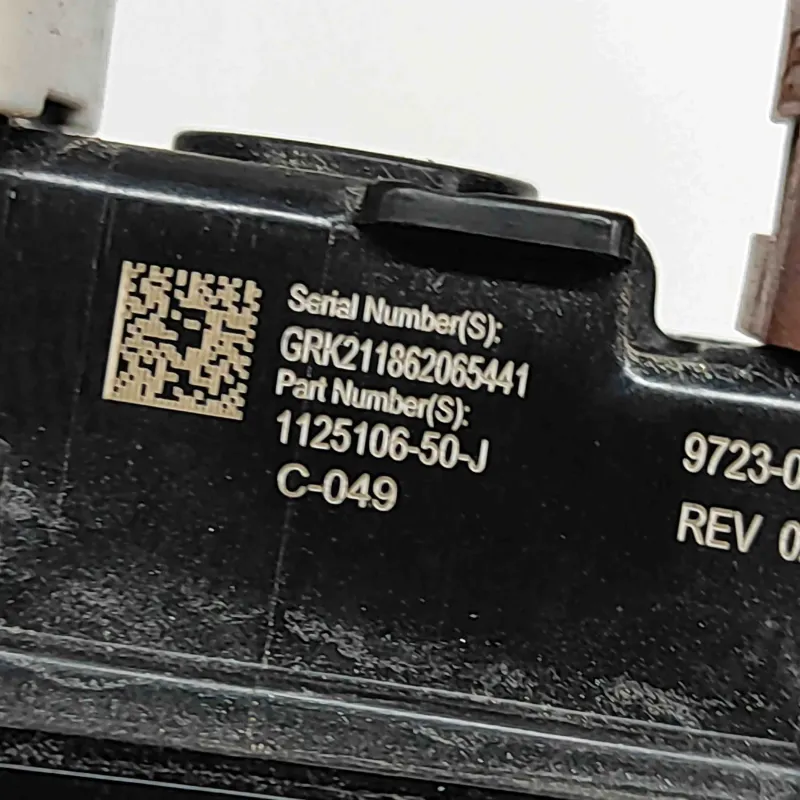 Serial Number(S):
GRK211862065441
Part Number(S):
1125106-50-J
C-049
9723-0
REV 0